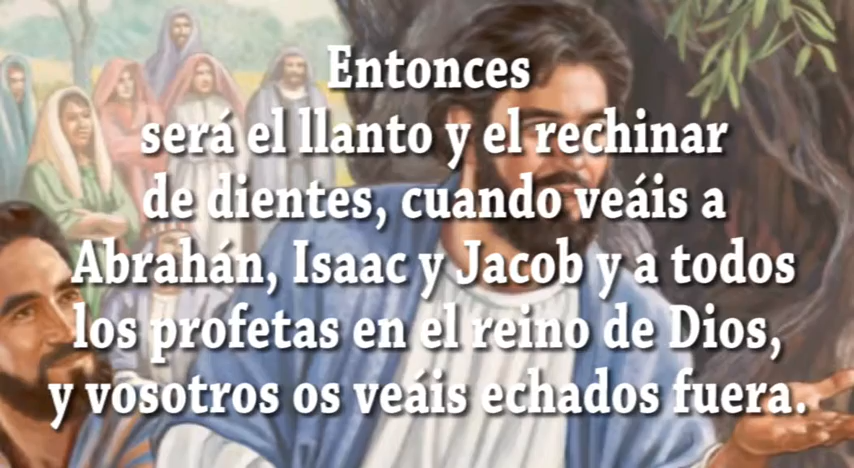 Entonces
será el llanto y el rechinar
de dientes, cuando veáis a
Abrahán, Isaac y Jacob y a todos
los profetas en el reino de Dios,
y vosotros os veáis echados fuera.